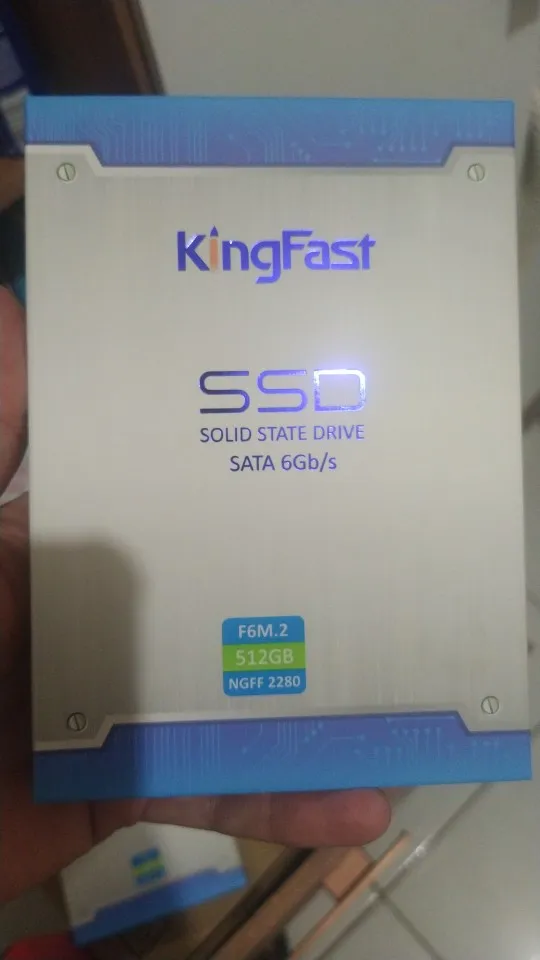 KingFast
SSD
SOLID STATE DRIVE
SATA 6Gb/s
F6M.2
512GB
NGFF 2280